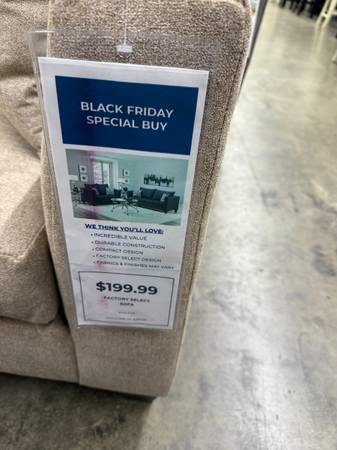 BLACK FRIDAY
SPECIAL BUY
WE THINK YOU'LL LOVE:
• INCREDIBLE VALUE
• DURABLE CONSTRUCTION
• COMPACT DESIGN
• FACTORY SELECT DESIGN
• FABRICS & FINISHES MAY VARY
$199.99
FACTORY SELECT
SOFA